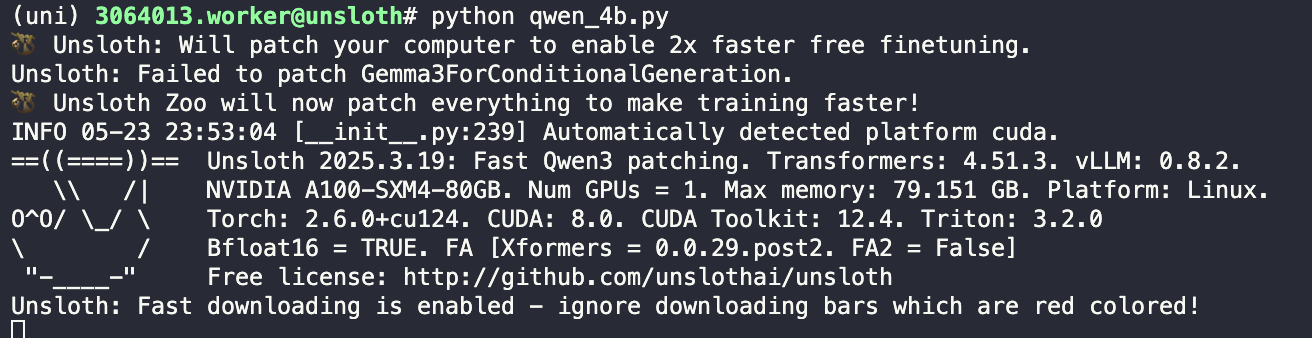 (uni) 3064013.worker@unsloth# python qwen_4b.py
🦥 Unsloth: Will patch your computer to enable 2x faster free finetuning.
Unsloth: Failed to patch Gemma3ForConditionalGeneration.
🦥 Unsloth Zoo will now patch everything to make training faster!
INFO 05-23 23:53:04 [__init__.py:239] Automatically detected platform cuda.
==((====))==  Unsloth 2025.3.19: Fast Qwen3 patching. Transformers: 4.51.3. vLLM: 0.8.2.
   \\   /|    NVIDIA A100-SXM4-80GB. Num GPUs = 1. Max memory: 79.151 GB. Platform: Linux.
O^O/ \_/ \    Torch: 2.6.0+cu124. CUDA: 8.0. CUDA Toolkit: 12.4. Triton: 3.2.0
\        /    Bfloat16 = TRUE. FA [Xformers = 0.0.29.post2. FA2 = False]
 "-____-"     Free license: http://github.com/unslothai/unsloth
Unsloth: Fast downloading is enabled - ignore downloading bars which are red colored!